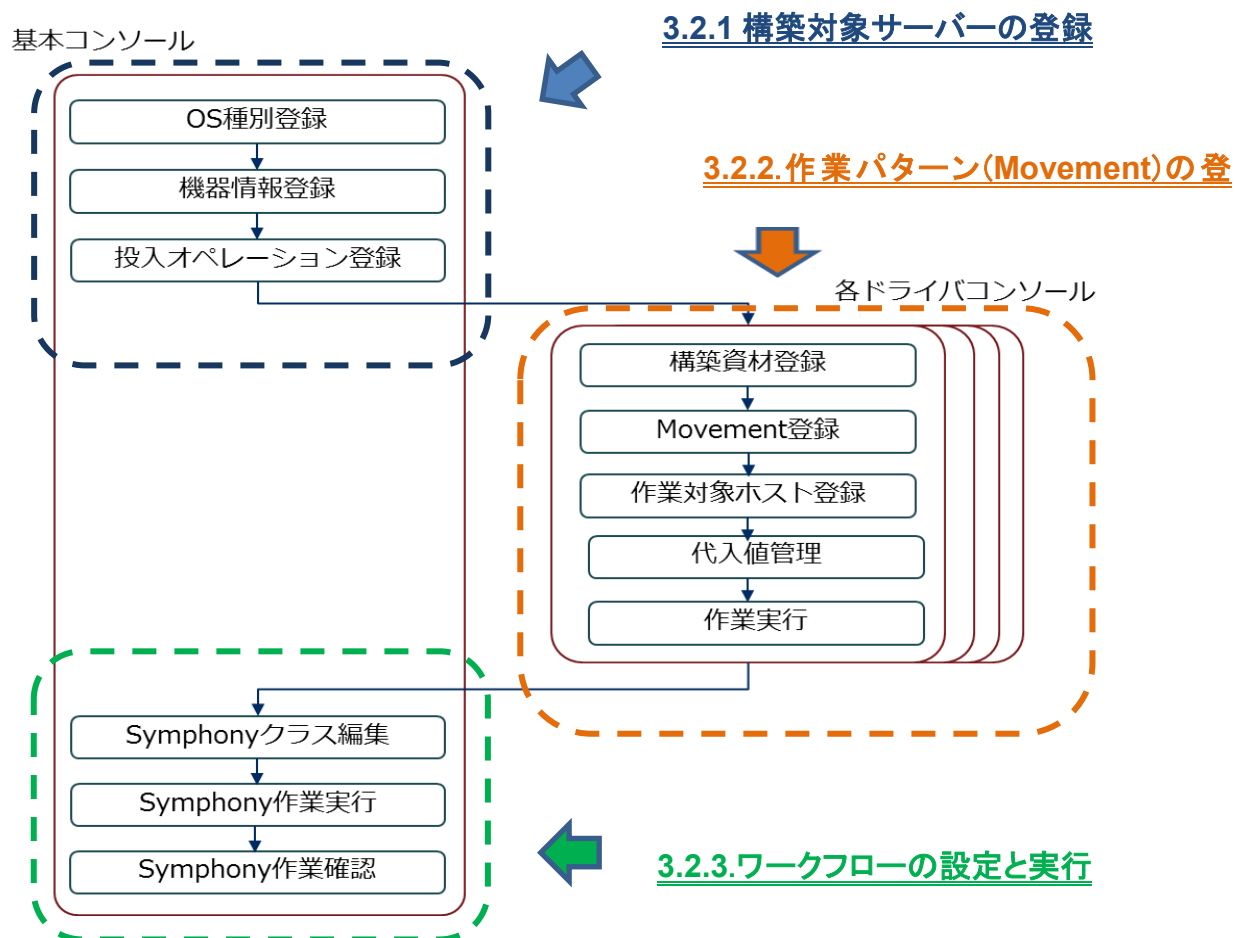 3.2.1 構築対象サーバーの登録
基本コンソール
OS種別登録
機器情報登録
投入オペレーション登録
3.2.2.作業パターン(Movement)の登
各ドライバコンソール
構築資材登録
Movement登録
作業対象ホスト登録
代入値管理
作業実行
Symphonyクラス編集
Symphony作業実行
Symphony作業確認
3.2.3.ワークフローの設定と実行